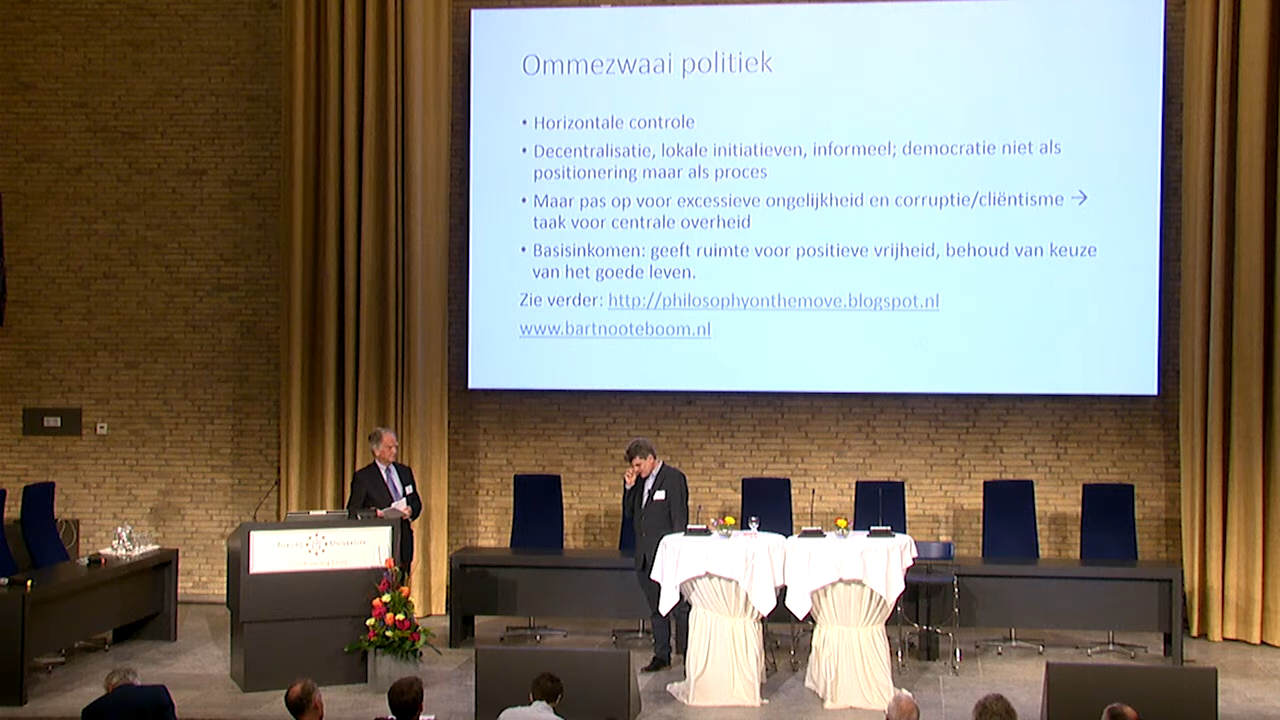 Ommezwaai politiek
• Horizontale controle
• Decentralisatie, lokale initiatieven, informeel; democratie niet als
positionering maar als proces
• Maar pas op voor excessieve ongelijkheid en corruptie/cliëntisme →
taak voor centrale overheid
• Basisinkomen: geeft ruimte voor positieve vrijheid, behoud van keuze
van het goede leven.
Zie verder: http://philosophyonthemove.blogspot.nl
www.bartnooteboom.nl